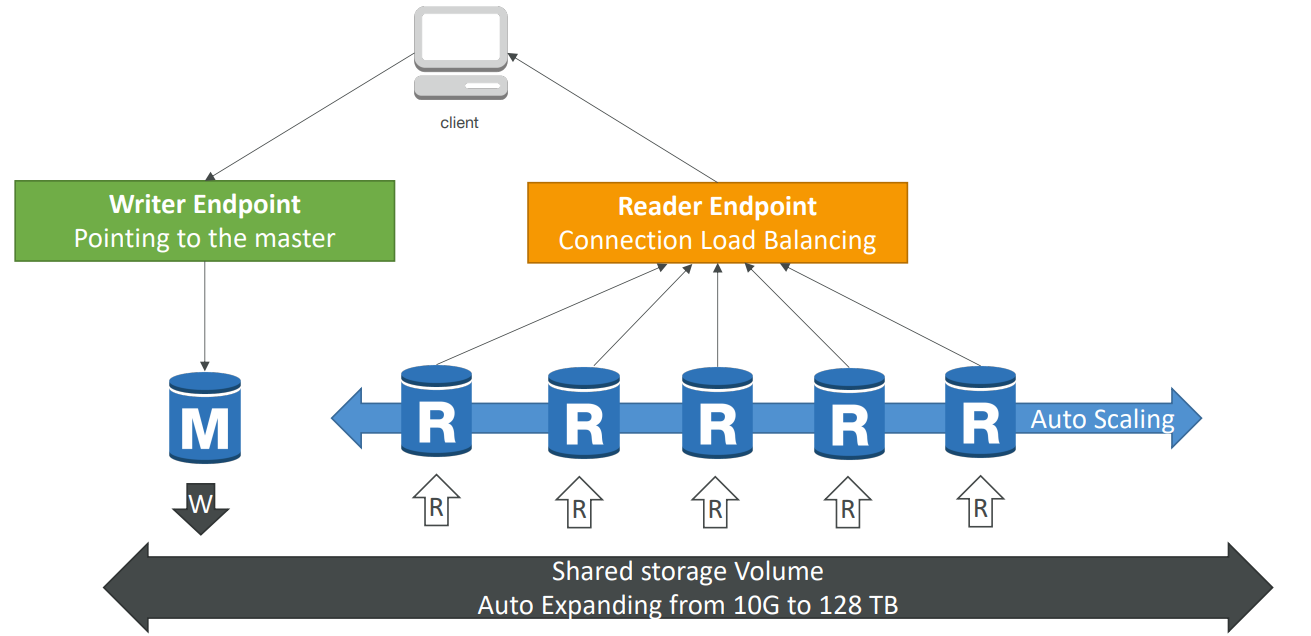 client
Writer Endpoint
Pointing to the master
Reader Endpoint
Connection Load Balancing
M
R
R
R
R
R
Auto Scaling
W
R
R
R
R
R
Shared storage Volume
Auto Expanding from 10G to 128 TB